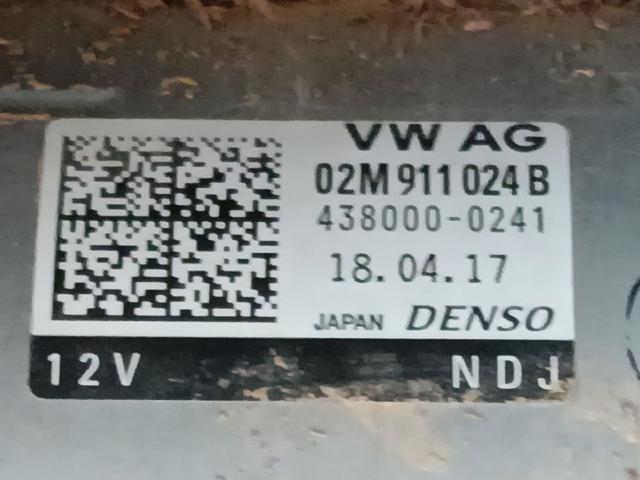 VW AG
02M 911 024 B
438000-0241
18.04.17
JAPAN DENSO
12V NDJ